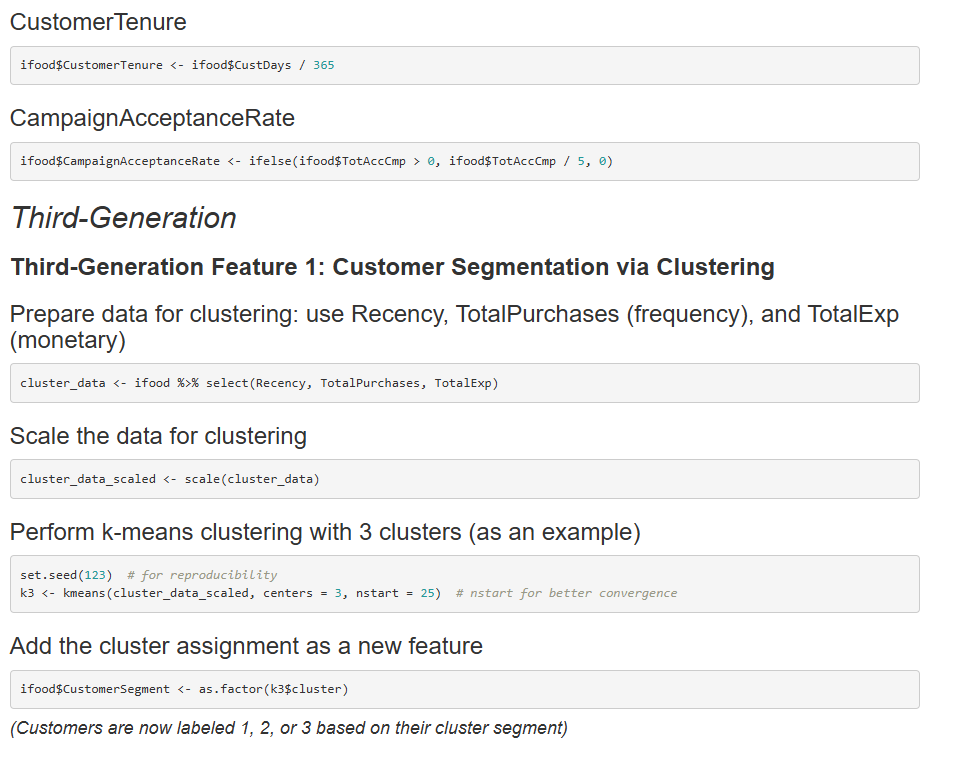 CustomerTenure
ifood$CustomerTenure <- ifood$CustDays / 365
CampaignAcceptanceRate
ifood$CampaignAcceptanceRate <- ifelse(ifood$TotAccCmp > 0, ifood$TotAccCmp / 5, 0)
Third-Generation
Third-Generation Feature 1: Customer Segmentation via Clustering
Prepare data for clustering: use Recency, TotalPurchases (frequency), and TotalExp
(monetary)
cluster_data <- ifood %>% select(Recency, TotalPurchases, TotalExp)
Scale the data for clustering
cluster_data_scaled <- scale(cluster_data)
Perform k-means clustering with 3 clusters (as an example)
set.seed(123)  # for reproducibility
k3 <- kmeans(cluster_data_scaled, centers = 3, nstart = 25)  # nstart for better convergence
Add the cluster assignment as a new feature
ifood$CustomerSegment <- as.factor(k3$cluster)
(Customers are now labeled 1, 2, or 3 based on their cluster segment)